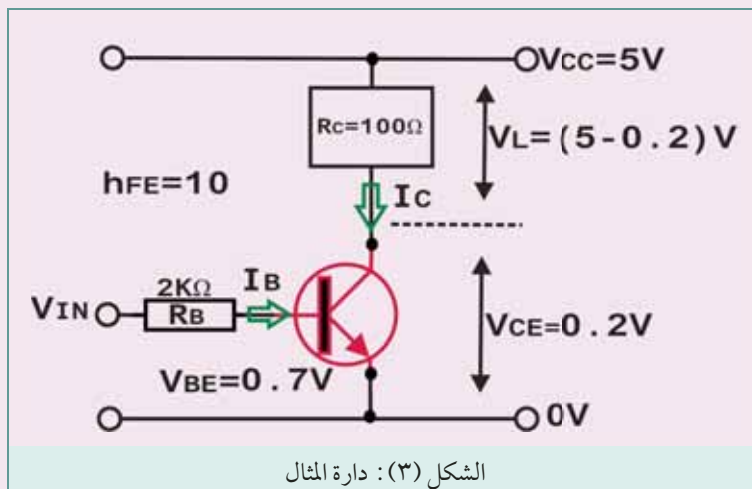 VCC=5V
RC=100Ω
VL=(5-0.2)V
hFE=10
IC
2KΩ
IB
VIN
RB
VCE=0.2V
VBE=0.7V
0V
الشكل (٣): دارة المثال